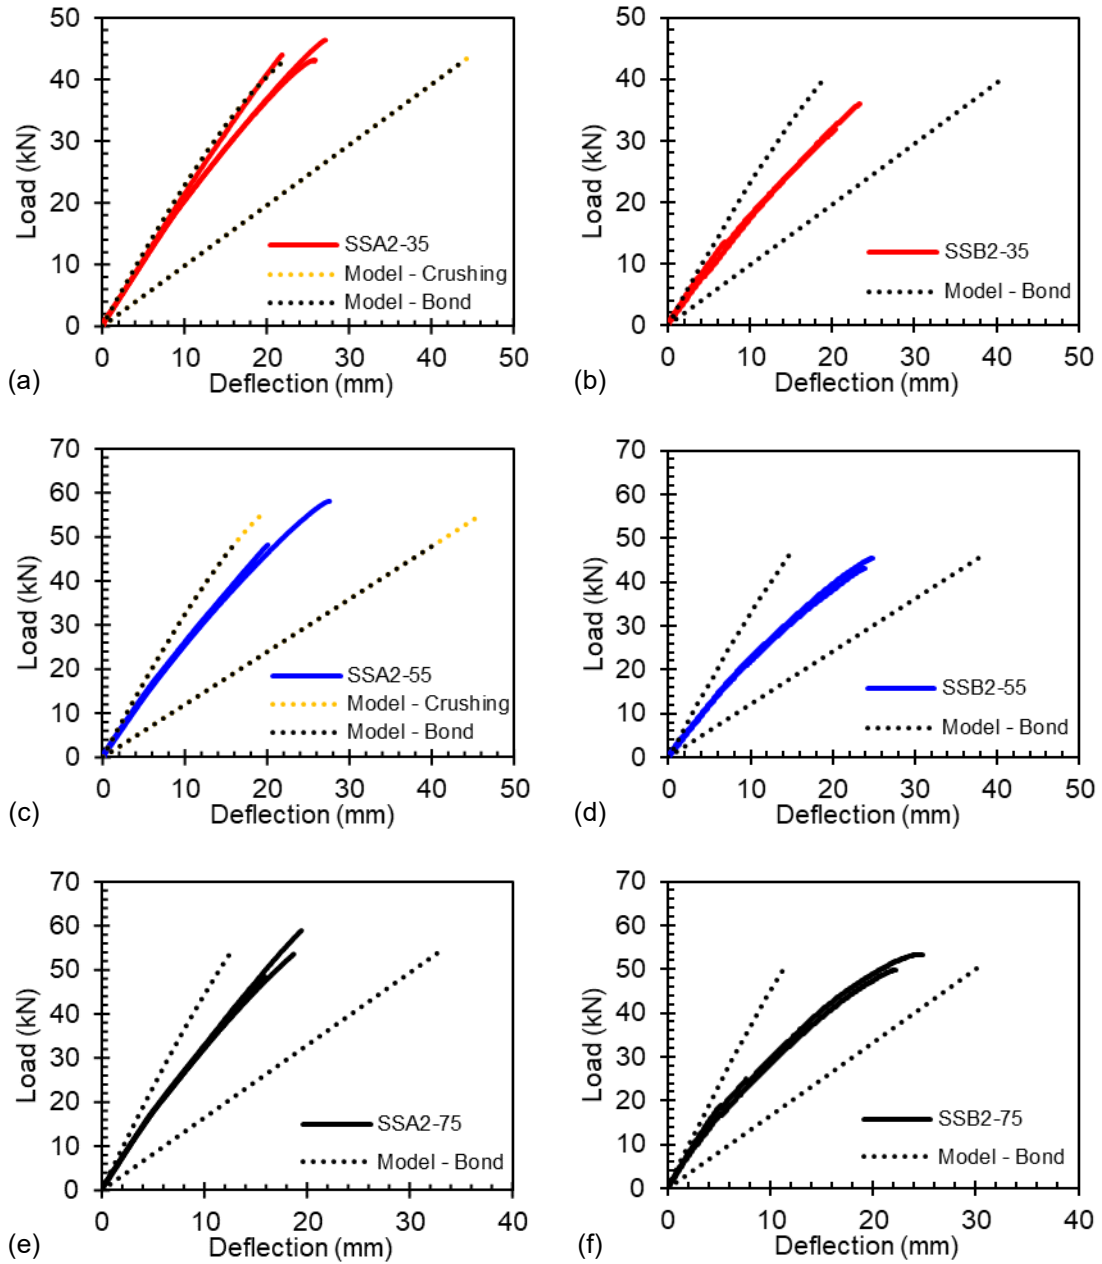 50
40
30
20
10
0
Load (kN)
SSA2-35
Model - Crushing
Model - Bond
0 10 20 30 40 50
Deflection (mm)
(a)
50
40
30
20
10
0
Load (kN)
SSB2-35
Model - Bond
0 10 20 30 40 50
Deflection (mm)
(b)
70
60
50
40
30
20
10
0
Load (kN)
SSA2-55
Model - Crushing
Model - Bond
0 10 20 30 40 50
Deflection (mm)
(c)
70
60
50
40
30
20
10
0
Load (kN)
SSB2-55
Model - Bond
0 10 20 30 40 50
Deflection (mm)
(d)
70
60
50
40
30
20
10
0
Load (kN)
SSA2-75
Model - Bond
0 10 20 30 40
Deflection (mm)
(e)
70
60
50
40
30
20
10
0
Load (kN)
SSB2-75
Model - Bond
0 10 20 30 40
Deflection (mm)
(f)